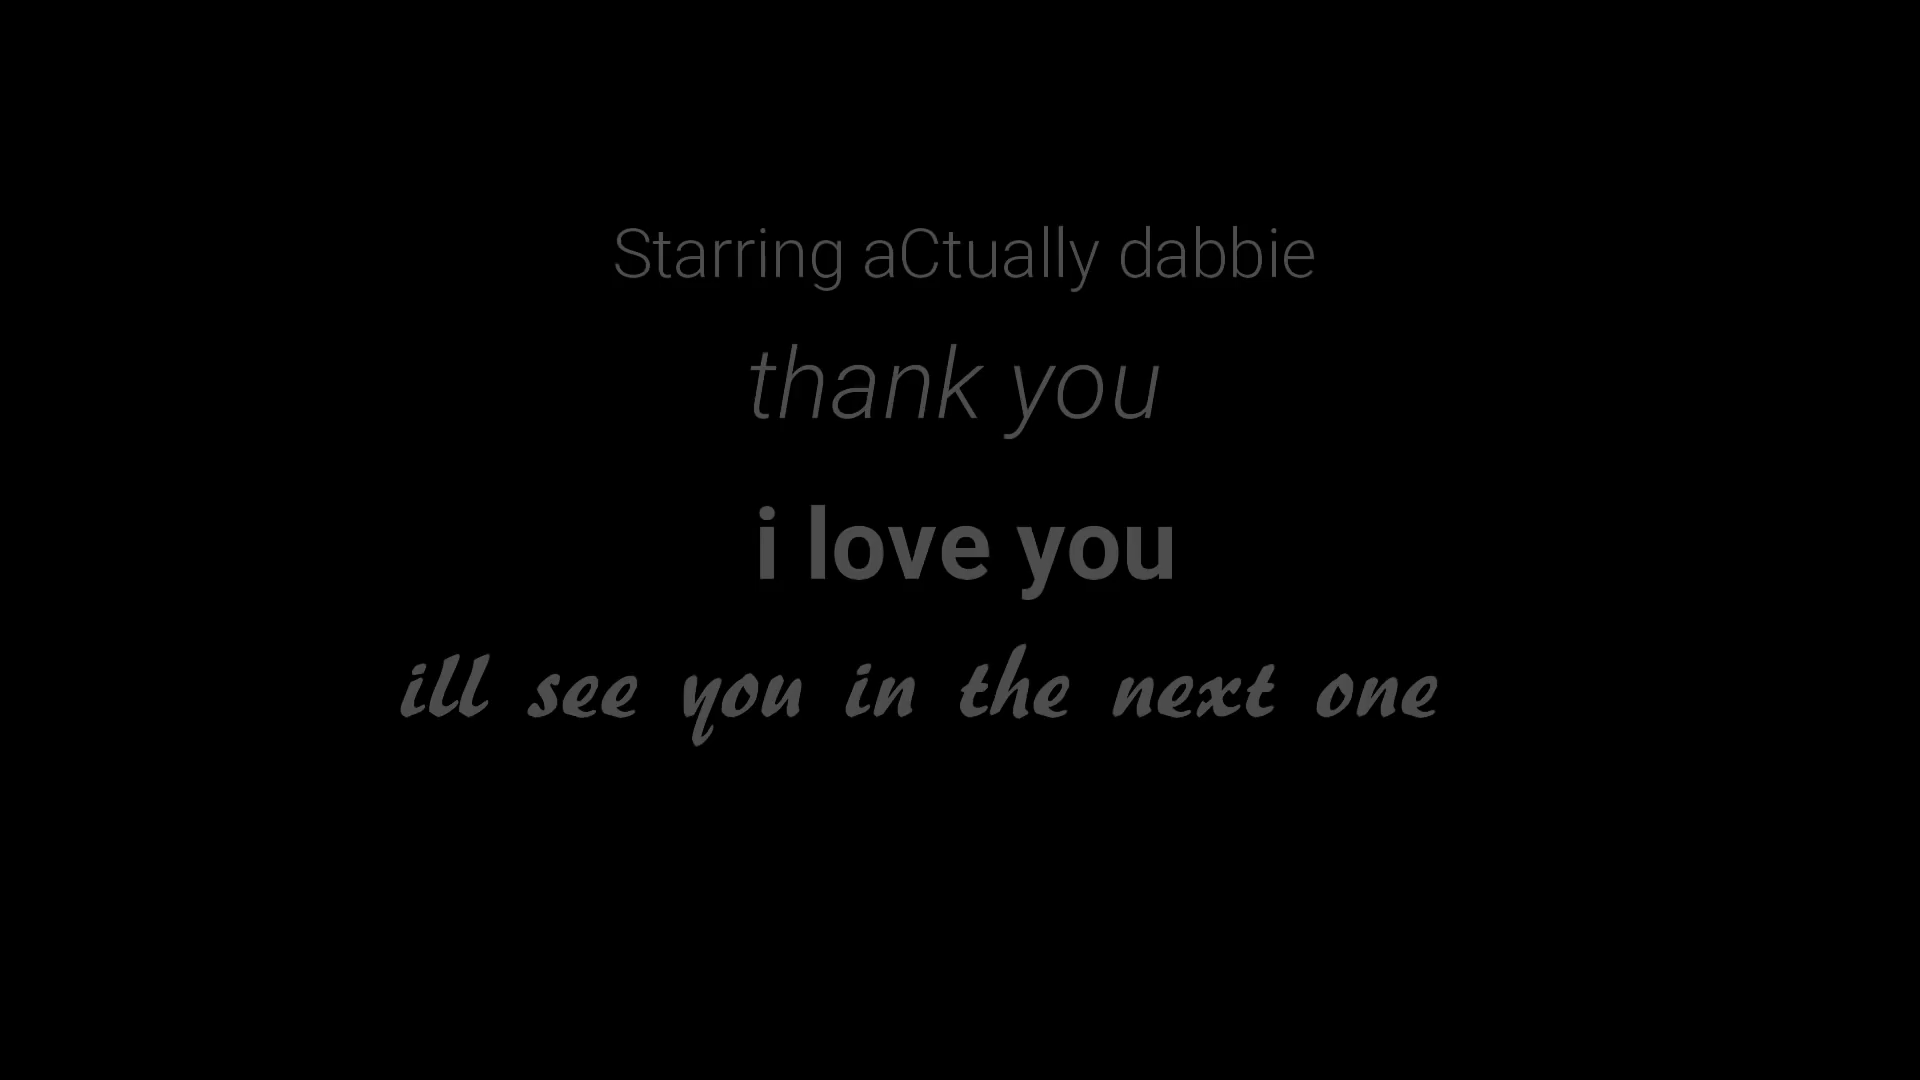 Starring aCtually dabbie
thank you
i love you
ill see you in the next one